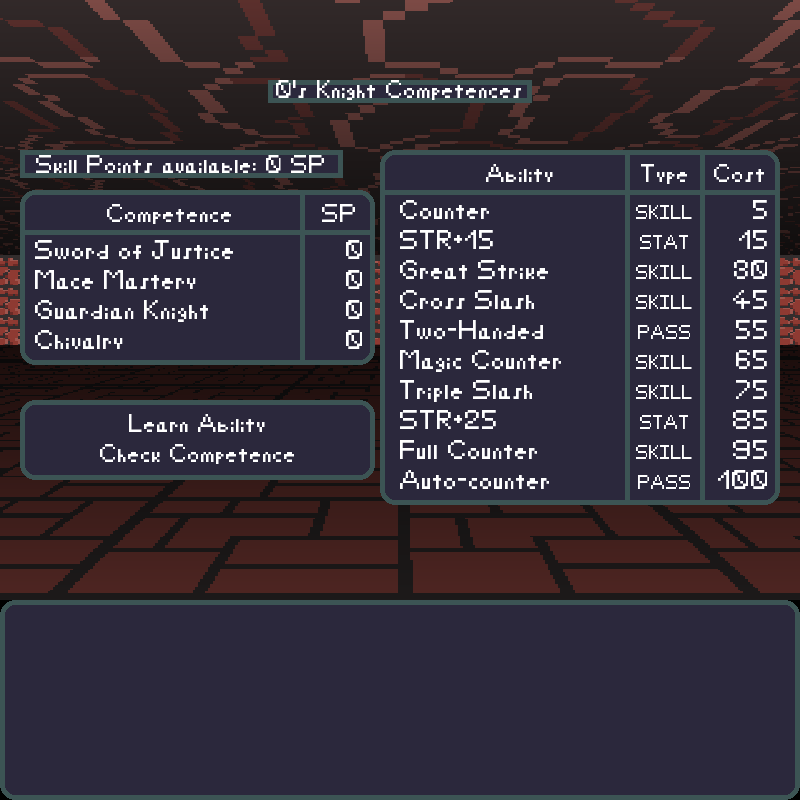 0's Knight Competences
Skill Points available: 0 SP
Competence SP
Sword of Justice 0
Mace Mastery 0
Guardian Knight 0
Chivalry 0
Learn Ability
Check Competence
Ability Type Cost
Counter SKILL 5
STR+15 STAT 15
Great Strike SKILL 30
Cross Slash SKILL 45
Two-Handed PASS 55
Magic Counter SKILL 65
Triple Slash SKILL 75
STR+25 STAT 85
Full Counter SKILL 95
Auto-counter PASS 100